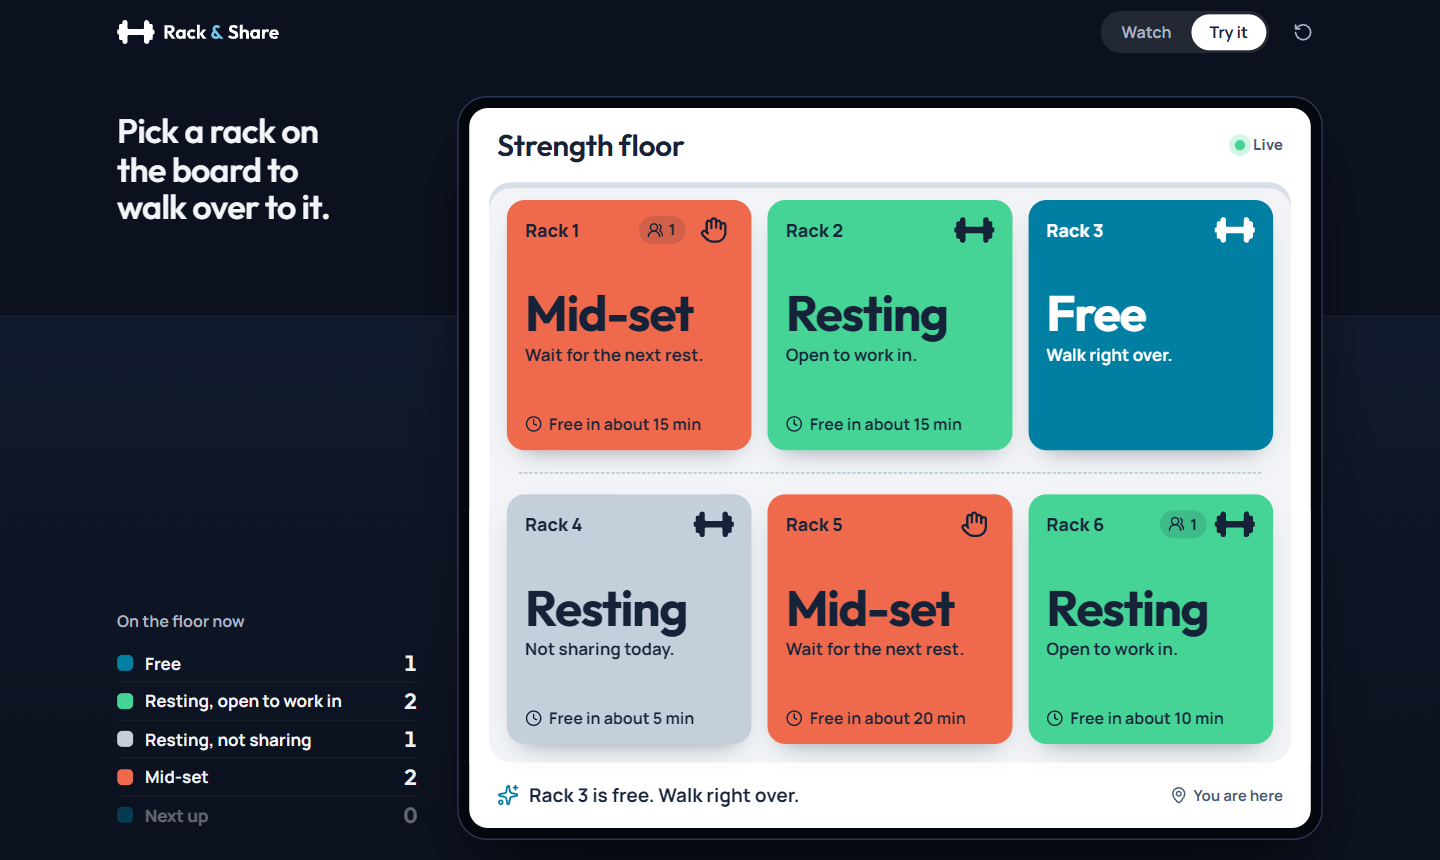 Rack & Share
Watch
Try it
Pick a rack on
the board to
walk over to it.
On the floor now
Free 1
Resting, open to work in 2
Resting, not sharing 1
Mid-set 2
Next up 0
Strength floor
Live
Rack 1
1
Mid-set
Wait for the next rest.
Free in about 15 min
Rack 2
Resting
Open to work in.
Free in about 15 min
Rack 3
Free
Walk right over.
Rack 4
Resting
Not sharing today.
Free in about 5 min
Rack 5
Mid-set
Wait for the next rest.
Free in about 20 min
Rack 6
1
Resting
Open to work in.
Free in about 10 min
Rack 3 is free. Walk right over.
You are here